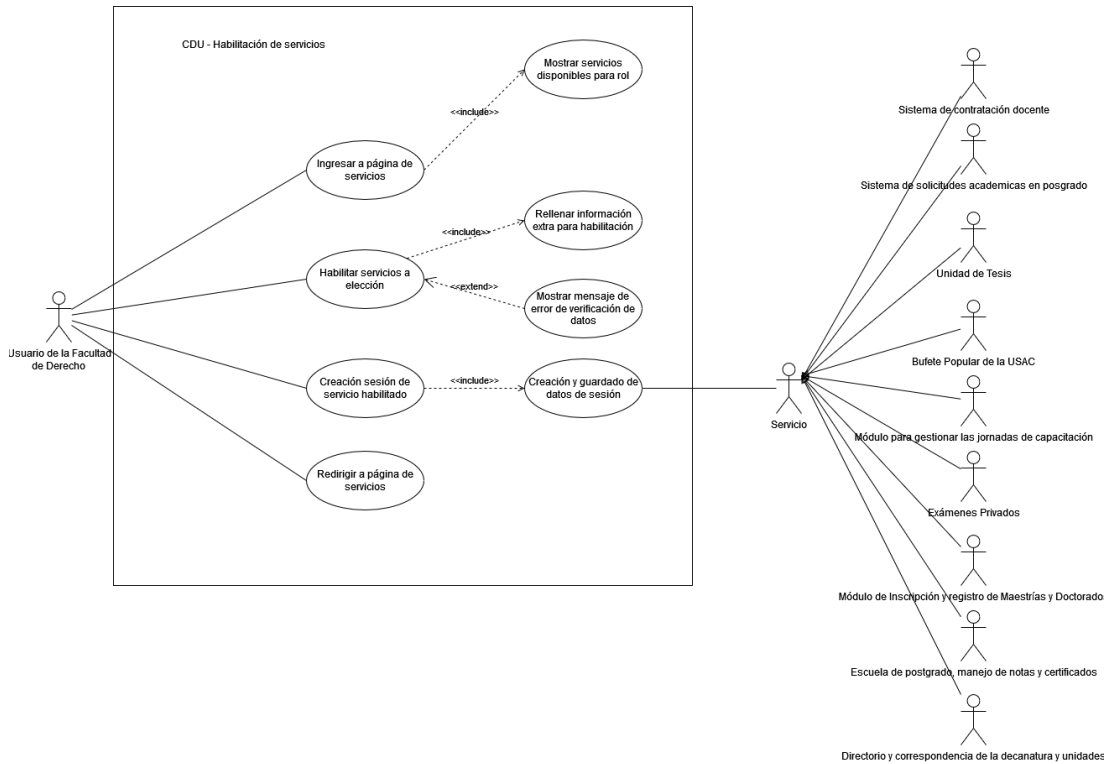 CDU - Habilitación de servicios
Mostrar servicios
disponibles para rol
<<include>>
Ingresar a página de
servicios
Rellenar información
extra para habilitación
<<include>>
Habilitar servicios a
elección
<<extend>>
Mostrar mensaje de
error de verificación de
datos
Usuario de la Facultad
de Derecho
Creación sesión de
servicio habilitado
<<include>>
Creación y guardado de
datos de sesión
Redirigir a página de
servicios
Servicio
Sistema de contratación docente
Sistema de solicitudes academicas en posgrado
Unidad de Tesis
Bufete Popular de la USAC
Módulo para gestionar las jornadas de capacitación
Exámenes Privados
Módulo de Inscripción y registro de Maestrías y Doctorados
Escuela de postgrado, manejo de notas y certificados
Directorio y correspondencia de la decanatura y unidades